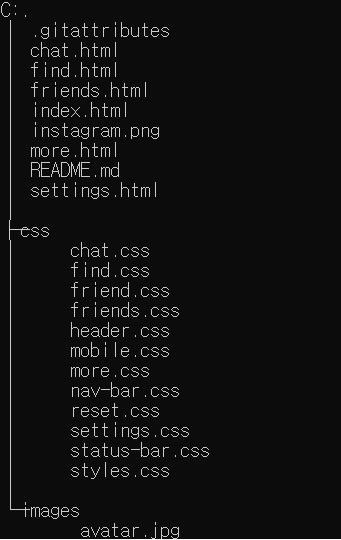 C:.
.gitattributes
chat.html
find.html
friends.html
index.html
instagram.png
more.html
README.md
settings.html
css
chat.css
find.css
friend.css
friends.css
header.css
mobile.css
more.css
nav-bar.css
reset.css
settings.css
status-bar.css
styles.css
images
avatar.jpg